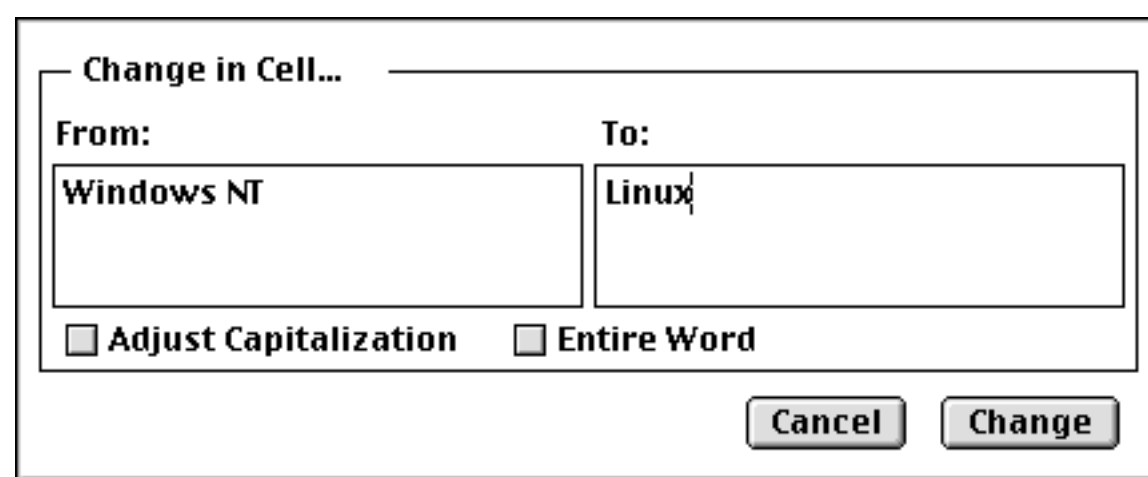 Change in Cell...
From: To:
Windows NT Linux
Adjust Capitalization Entire Word
Cancel Change